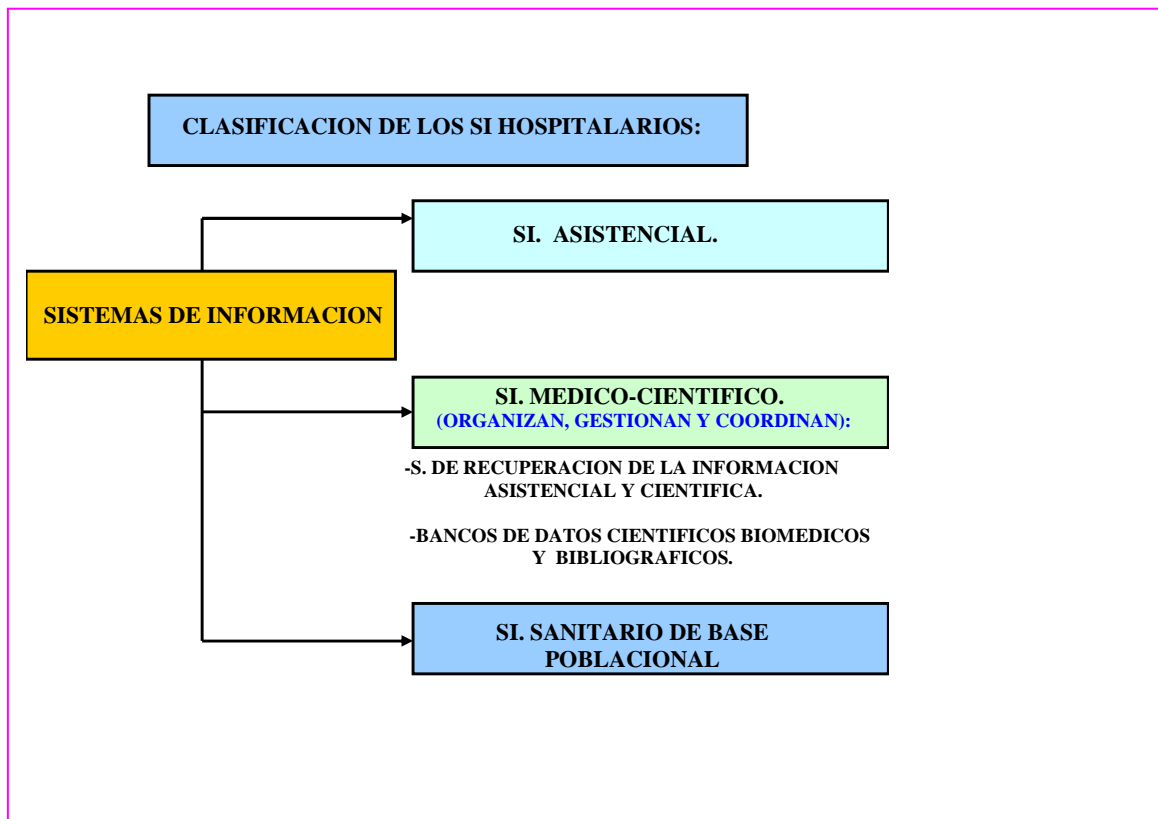 CLASIFICACION DE LOS SI HOSPITALARIOS:
SI. ASISTENCIAL.
SISTEMAS DE INFORMACION
SI. MEDICO-CIENTIFICO.
(ORGANIZAN, GESTIONAN Y COORDINAN):
-S. DE RECUPERACION DE LA INFORMACION
ASISTENCIAL Y CIENTIFICA.
-BANCOS DE DATOS CIENTIFICOS BIOMEDICOS
Y BIBLIOGRAFICOS.
SI. SANITARIO DE BASE
POBLACIONAL